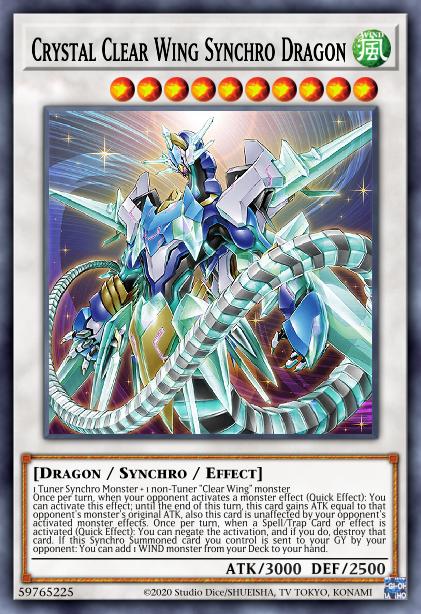 CRYSTAL CLEAR WING SYNCHRO DRAGON
WIND
風
[DRAGON / SYNCHRO / EFFECT]
1 Tuner Synchro Monster + 1 non-Tuner "Clear Wing" monster
Once per turn, when your opponent activates a monster effect (Quick Effect): You
can activate this effect; until the end of this turn, this card gains ATK equal to that
opponent's monster's original ATK, also this card is unaffected by your opponent's
activated monster effects. Once per turn, when a Spell/Trap Card or effect is
activated (Quick Effect): You can negate the activation, and if you do, destroy that
card. If this Synchro Summoned card you control is sent to your GY by your
opponent: You can add 1 WIND monster from your Deck to your hand.
ATK/3000 DEF/2500
59765225
©2020 Studio Dice/SHUEISHA, TV TOKYO, KONAMI